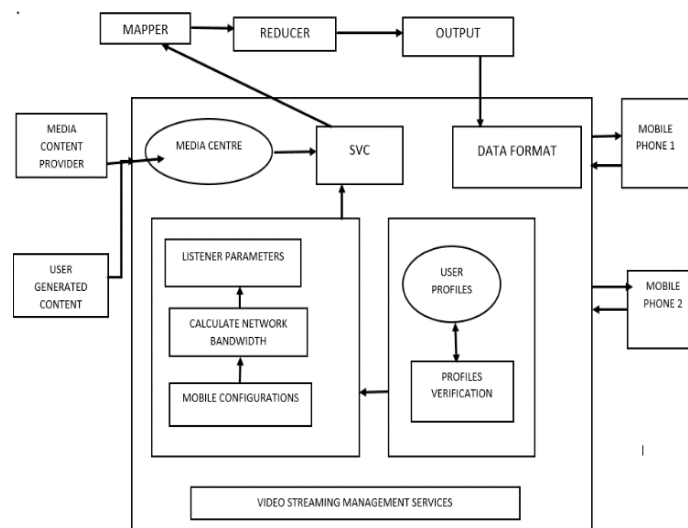 MAPPER
REDUCER
OUTPUT
MEDIA
CONTENT
PROVIDER
MEDIA CENTRE
SVC
DATA FORMAT
MOBILE
PHONE 1
USER
GENERATED
CONTENT
LISTENER PARAMETERS
CALCULATE NETWORK
BANDWIDTH
MOBILE CONFIGURATIONS
USER
PROFILES
PROFILES
VERIFICATION
MOBILE
PHONE 2
VIDEO STREAMING MANAGEMENT SERVICES